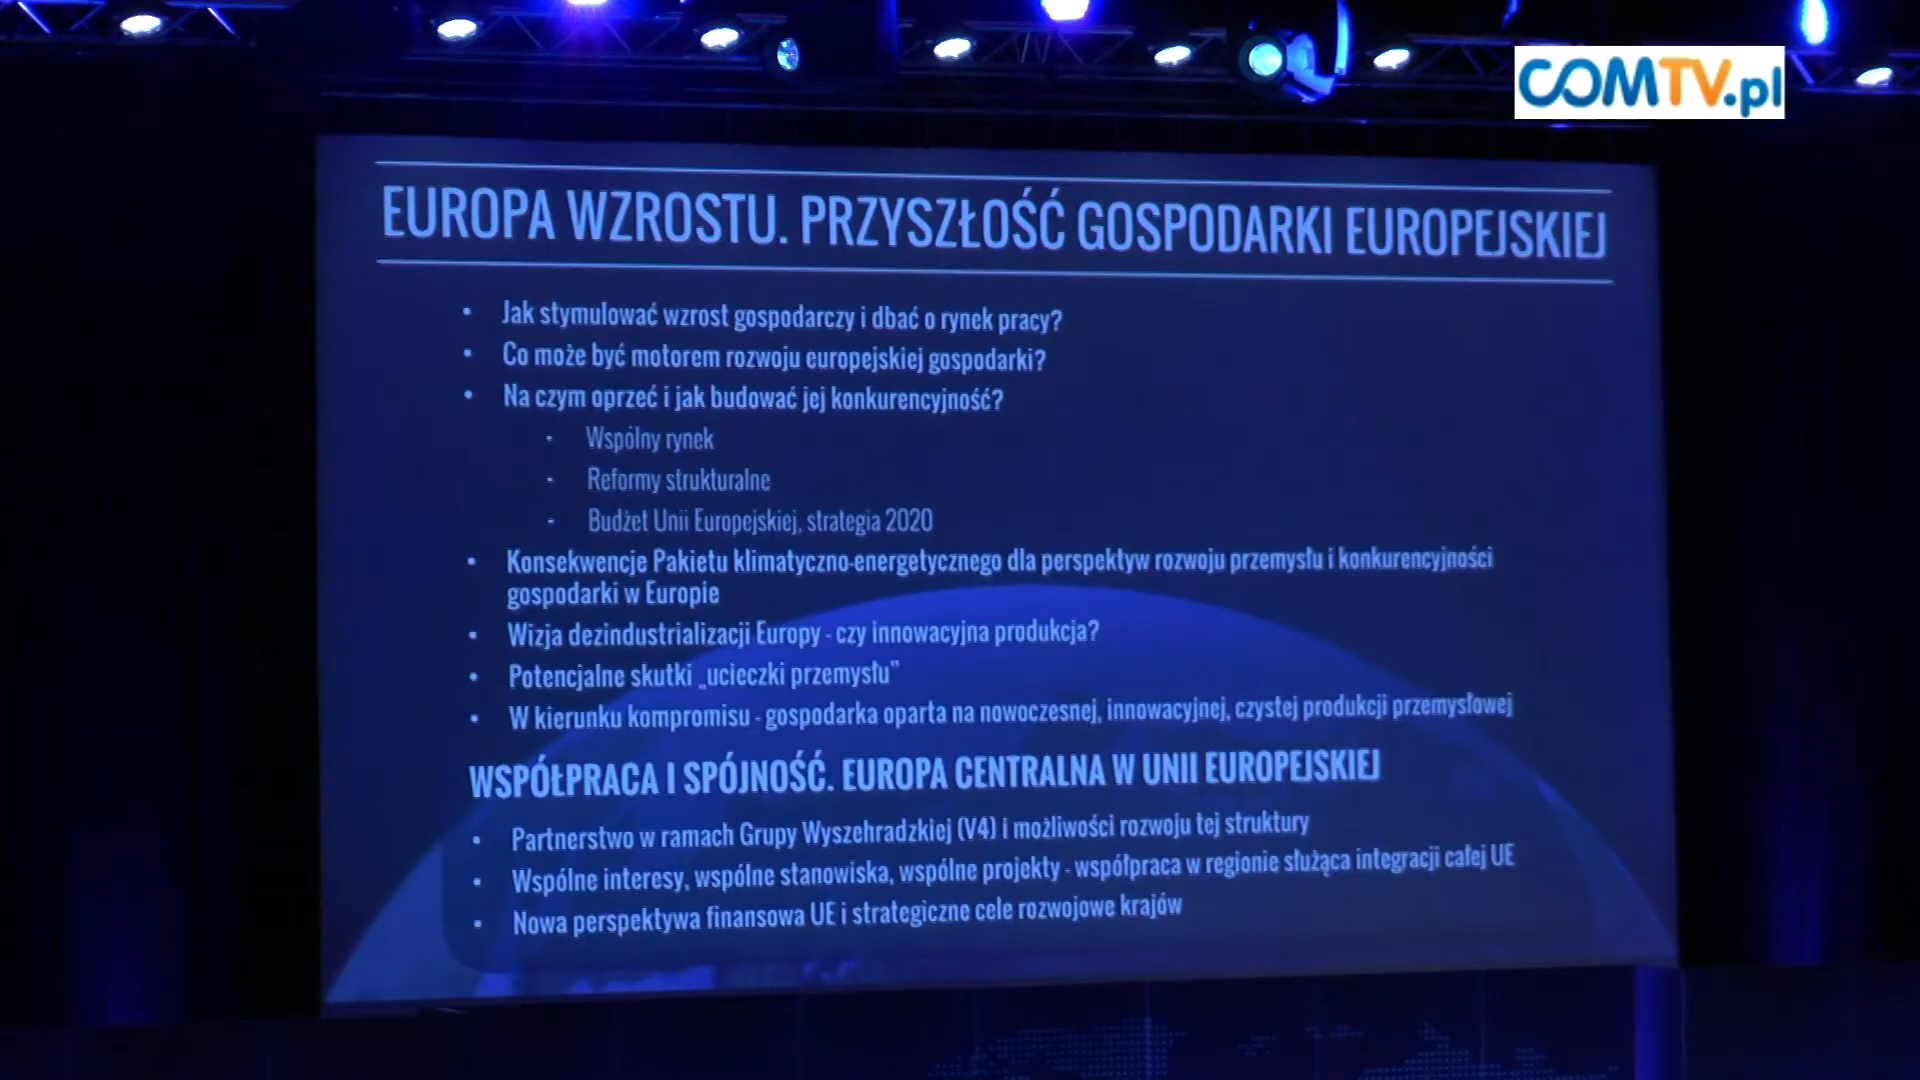 COMTV.pl
EUROPA WZROSTU. PRZYSZŁOŚĆ GOSPODARKI EUROPEJSKIEJ
• Jak stymulować wzrost gospodarczy i dbać o rynek pracy?
• Co może być motorem rozwoju europejskiej gospodarki?
• Na czym oprzeć i jak budować jej konkurencyjność?
- Wspólny rynek
- Reformy strukturalne
- Budżet Unii Europejskiej, strategia 2020
• Konsekwencje Pakietu klimatyczno-energetycznego dla perspektyw rozwoju przemysłu i konkurencyjności
gospodarki w Europie
• Wizja dezindustrializacji Europy - czy innowacyjna produkcja?
• Potencjalne skutki „ucieczki przemysłu”
• W kierunku kompromisu - gospodarka oparta na nowoczesnej, innowacyjnej, czystej produkcji przemysłowej
WSPÓŁPRACA I SPÓJNOŚĆ. EUROPA CENTRALNA W UNII EUROPEJSKIEJ
• Partnerstwo w ramach Grupy Wyszehradzkiej (V4) i możliwości rozwoju tej struktury
• Wspólne interesy, wspólne stanowiska, wspólne projekty - współpraca w regionie służąca integracji całej UE
• Nowa perspektywa finansowa UE i strategiczne cele rozwojowe krajów